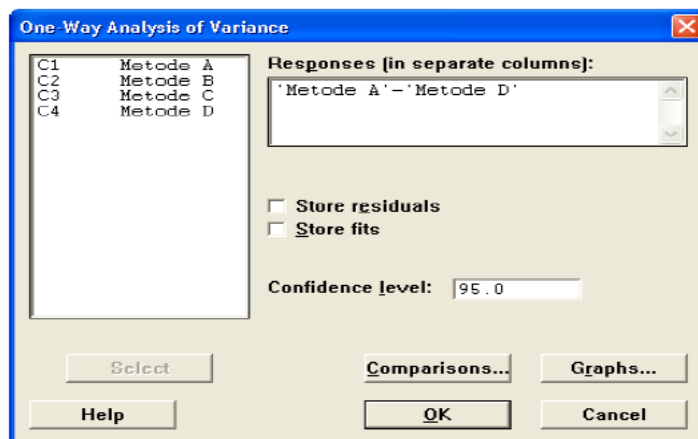 One-Way Analysis of Variance
C1 Metode A
C2 Metode B
C3 Metode C
C4 Metode D
Responses (in separate columns):
'Metode A'-'Metode D'
Store residuals
Store fits
Confidence level: 95.0
Select
Comparisons...
Graphs...
Help
OK
Cancel